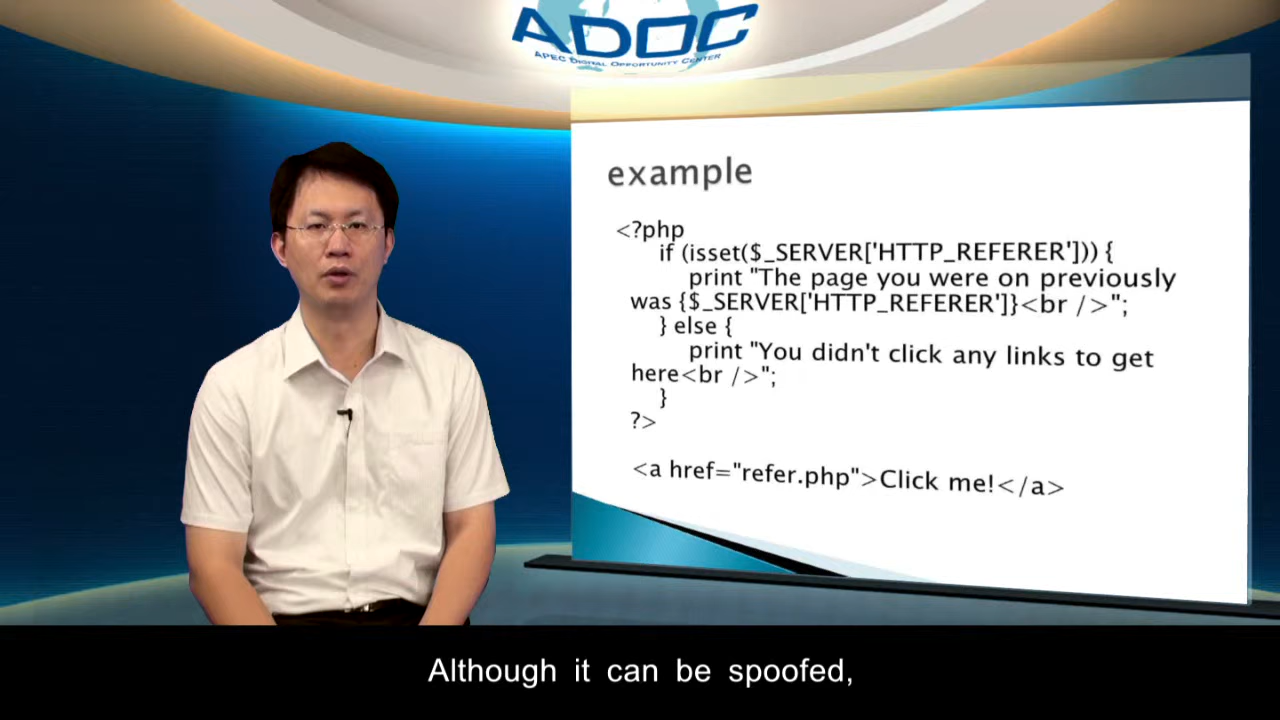 ADOC
APEC DIGITAL OPPORTUNITY CENTER
example
<?php
if (isset($_SERVER['HTTP_REFERER'])) {
print "The page you were on previously
was {$_SERVER['HTTP_REFERER']}<br />";
} else {
print "You didn't click any links to get
here<br />";
}
?>
<a href="refer.php">Click me!</a>
Although it can be spoofed,